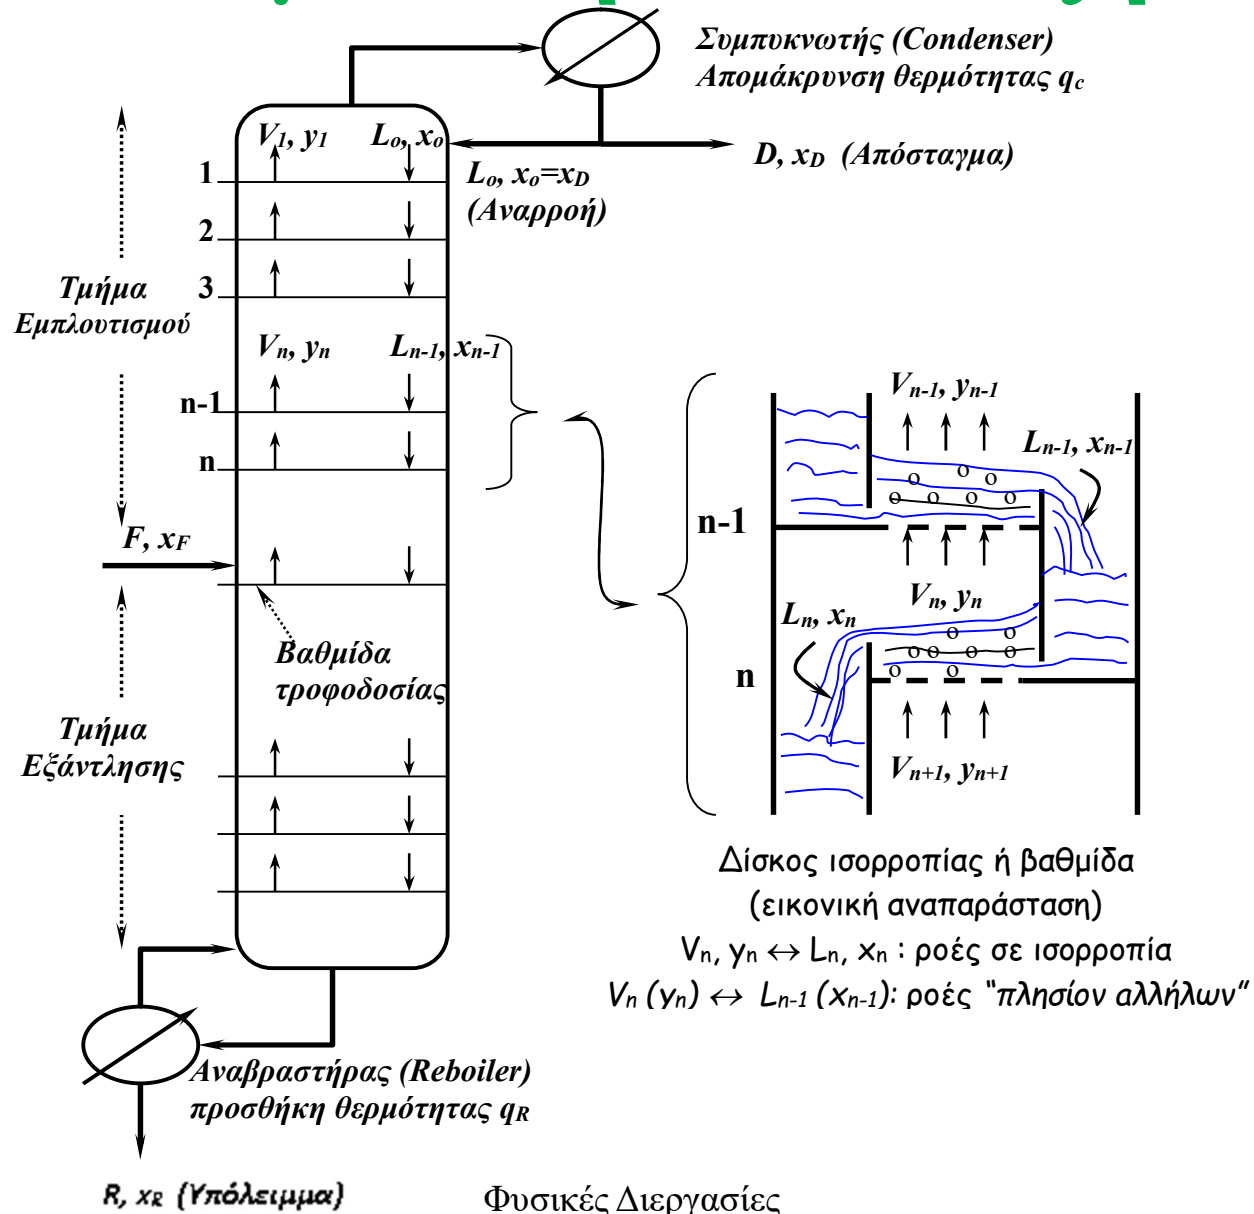 Συμπυκνωτής (Condenser)
Απομάκρυνση θερμότητας qc
V1, y1
Lo, xo
D, xD (Απόσταγμα)
Lo, xo=xD
(Αναρροή)
1
2
3
Τμήμα
Εμπλουτισμού
Vn, yn
Ln-1, xn-1
n-1
n
F, xF
Βαθμίδα
τροφοδοσίας
Τμήμα
Εξάντλησης
Vn-1, yn-1
Ln-1, xn-1
n-1
Vn, yn
Ln, xn
n
Vn+1, yn+1
Δίσκος ισορροπίας ή βαθμίδα
(εικονική αναπαράσταση)
Vn, yn ↔ Ln, xn : ροές σε ισορροπία
Vn (yn) ↔ Ln-1 (xn-1): ροές “πλησίον αλλήλων”
Αναβραστήρας (Reboiler)
προσθήκη θερμότητας qR
R, xR (Υπόλειμμα)
Φυσικές Διεργασίες